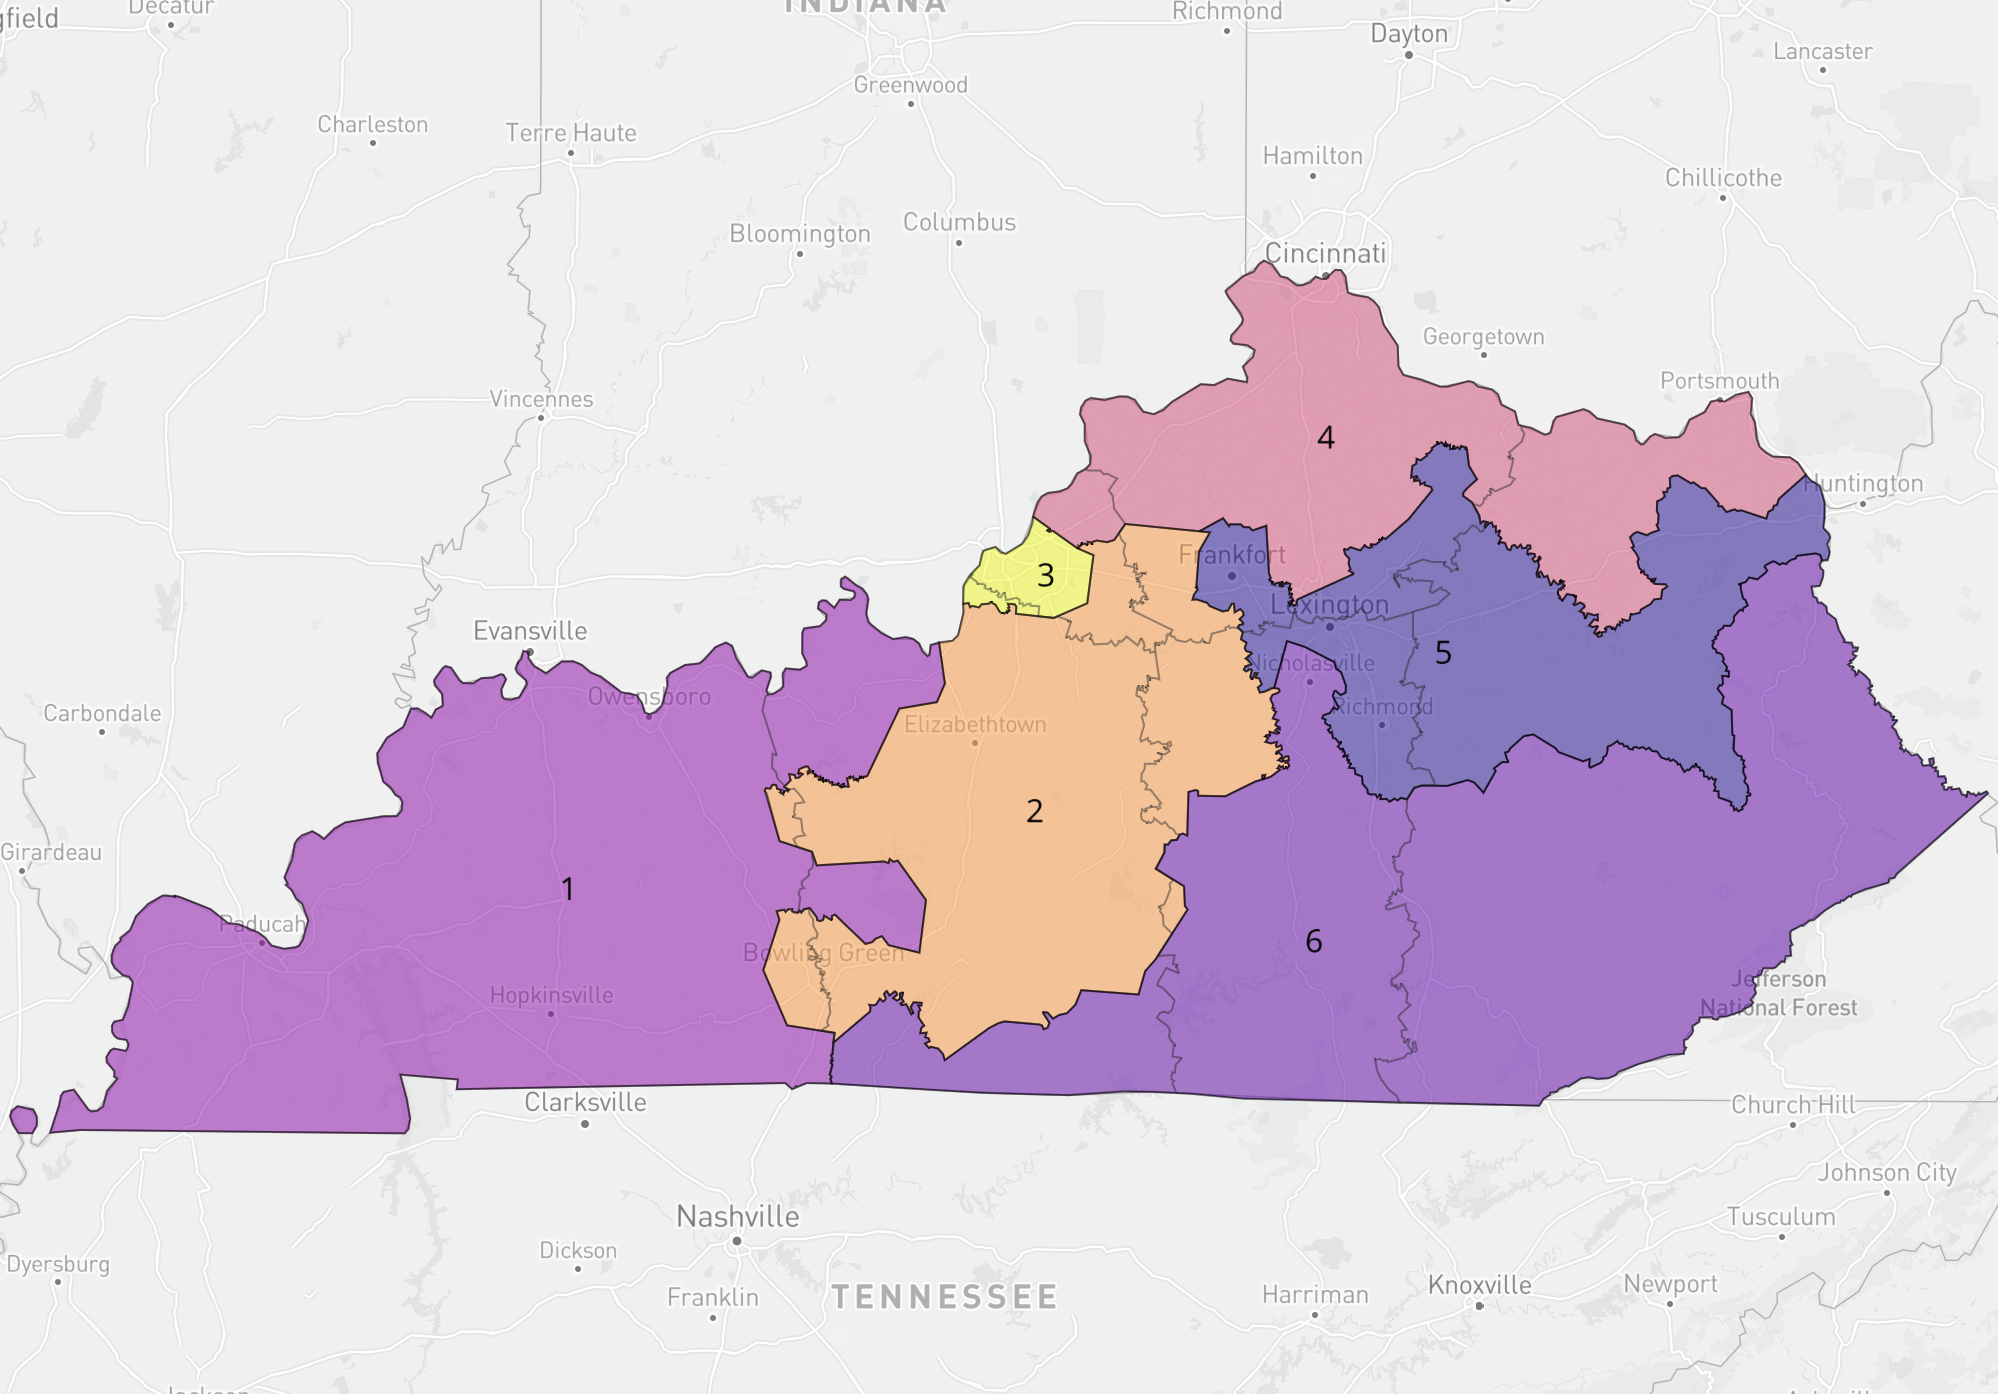 Decatur
INDIANA
Richmond
gfield
Dayton
Lancaster
Greenwood
Charleston
Terre Haute
Hamilton
Chillicothe
Bloomington
Columbus
Cincinnati
Georgetown
Portsmouth
Vincennes
4
Huntington
Frankfort
3
Lexington
Evansville
5
Nicholasville
Owensboro
Richmond
Carbondale
Elizabethtown
2
Girardeau
1
Paducah
6
Bowling Green
Jefferson
National Forest
Hopkinsville
Clarksville
Church Hill
Johnson City
Nashville
Tusculum
Dickson
Dyersburg
Knoxville
Newport
Harriman
Franklin
TENNESSEE
Jackson